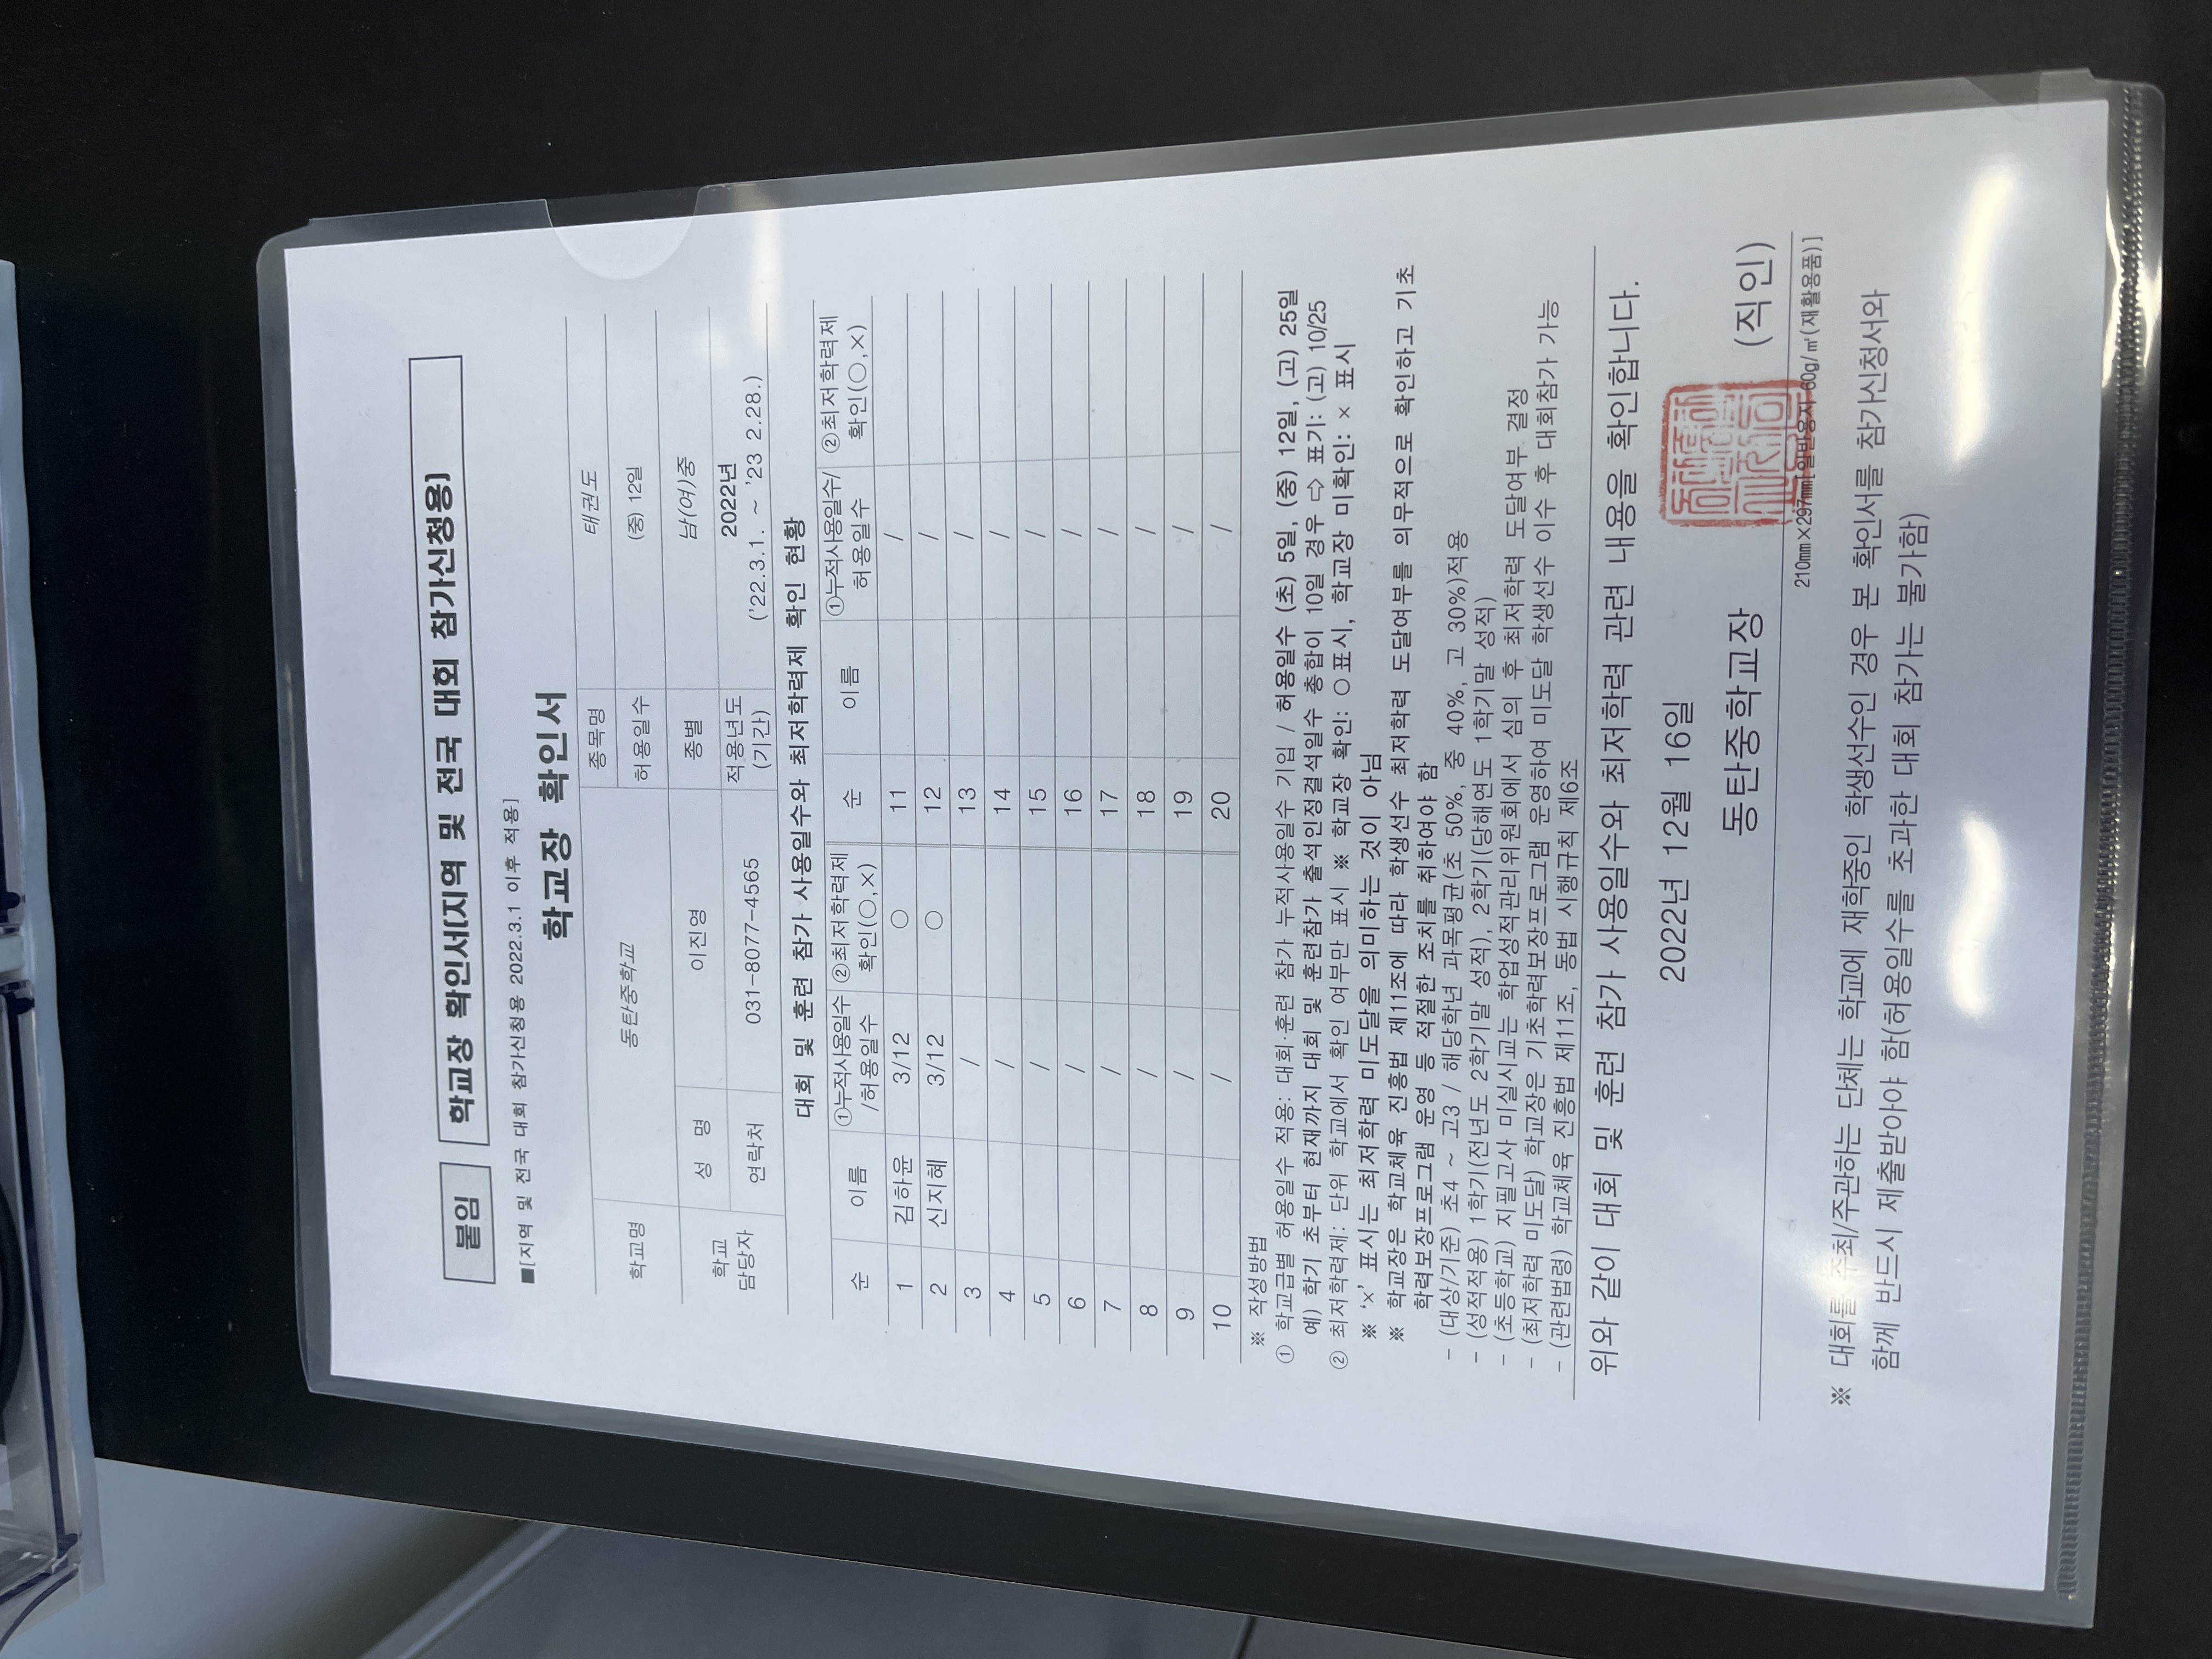 붙임 학교장 확인서[지역 및 전국 대회 참가신청용]
■[지역 및 전국 대회 참가신청용 2022.3.1 이후 적용]
학교장 확인서
학교명 동탄중학교 종목명 태권도
허용일수 (중) 12일
학교 담당자 성 명 이진영 종별 남(여)중
연락처 031-8077-4565 적용년도 (기간) 2022년 ('22.3.1. ~ '23 2.28.)
대회 및 훈련 참가 사용일수와 최저학력제 확인 현황
순 이름 ①누적사용일수 /허용일수 ②최저학력제 확인(○,×) 순 이름 ①누적사용일수/ 허용일수 ②최저학력제 확인(○,×)
1 김하윤 3/12 ○ 11 /
2 신지혜 3/12 ○ 12 /
3 / 13 /
4 / 14 /
5 / 15 /
6 / 16 /
7 / 17 /
8 / 18 /
9 / 19 /
10 / 20 /
※ 작성방법
① 학교급별 허용일수 적용: 대회·훈련 참가 누적사용일수 기입 / 허용일수 (초) 5일, (중) 12일, (고) 25일
예) 학기 초부터 현재까지 대회 및 훈련참가 출석인정결석일수 총합이 10일 경우 ⇨ 표기: (고) 10/25
② 최저학력제: 단위 학교에서 확인 여부만 표시 ※ 학교장 확인: ○ 표시, 학교장 미확인: × 표시
※ '×' 표시는 최저학력 미도달을 의미하는 것이 아님
※ 학교장은 학교체육 진흥법 제11조에 따라 학생선수 최저학력 도달여부를 의무적으로 확인하고 기초
학력보장프로그램 운영 등 적절한 조치를 취하여야 함
- (대상/기준) 초4 ~ 고3 / 해당학년 과목평균(초 50%, 중 40%, 고 30%)적용
- (성적적용) 1학기(전년도 2학기말 성적), 2학기(당해연도 1학기말 성적)
- (초등학교) 지필고사 미실시교는 학업성적관리위원회에서 심의 후 최저학력 도달여부 결정
- (최저학력 미도달) 학교장은 기초학력보장프로그램 운영하여 미도달 학생선수 이수 후 대회참가 가능
- (관련법령) 학교체육 진흥법 제11조, 동법 시행규칙 제6조
위와 같이 대회 및 훈련 참가 사용일수와 최저학력 관련 내용을 확인합니다.
2022년 12월 16일
동탄중학교장 (직인)
210㎜×297㎜[일반용지 60g/㎡(재활용품)]
※ 대회를 주최/주관하는 단체는 학교에 재학중인 학생선수인 경우 본 확인서를 참가신청서와
함께 반드시 제출받아야 함(허용일수를 초과한 대회 참가는 불가함)